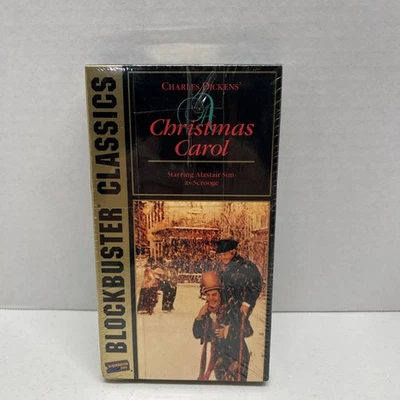 BLOCKBUSTER CLASSICS
CHARLES DICKENS'
A
Christmas
Carol
Starring Alastair Sim
as Scrooge